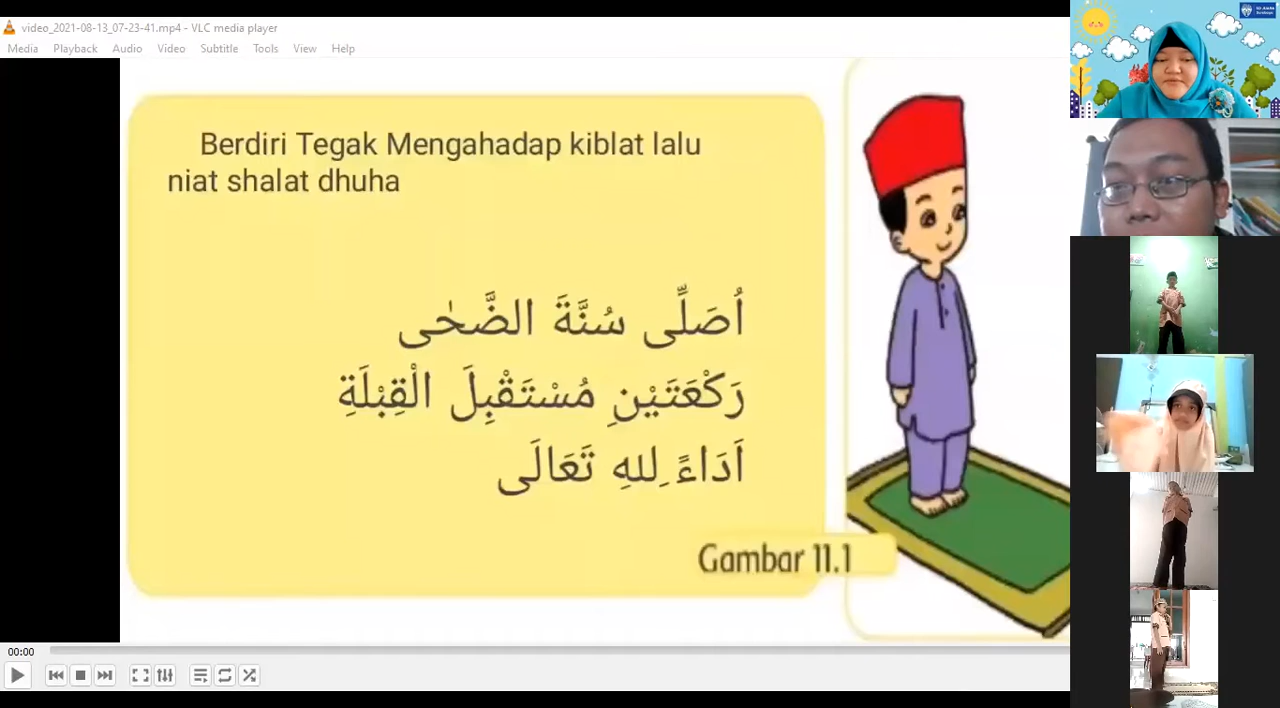 video_2021-08-13_07-23-41.mp4 - VLC media player
Media Playback Audio Video Subtitle Tools View Help
Berdiri Tegak Mengahadap kiblat lalu
niat shalat dhuha
اُصَلِّى سُنَّةَ الضَّحٰى
رَكْعَتَيْنِ مُسْتَقْبِلَ الْقِبْلَةِ
اَدَاءً لِلهِ تَعَالَى
Gambar 11.1
00:00